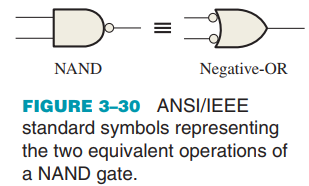 ≡
NAND
Negative-OR
FIGURE 3–30 ANSI/IEEE
standard symbols representing
the two equivalent operations of
a NAND gate.